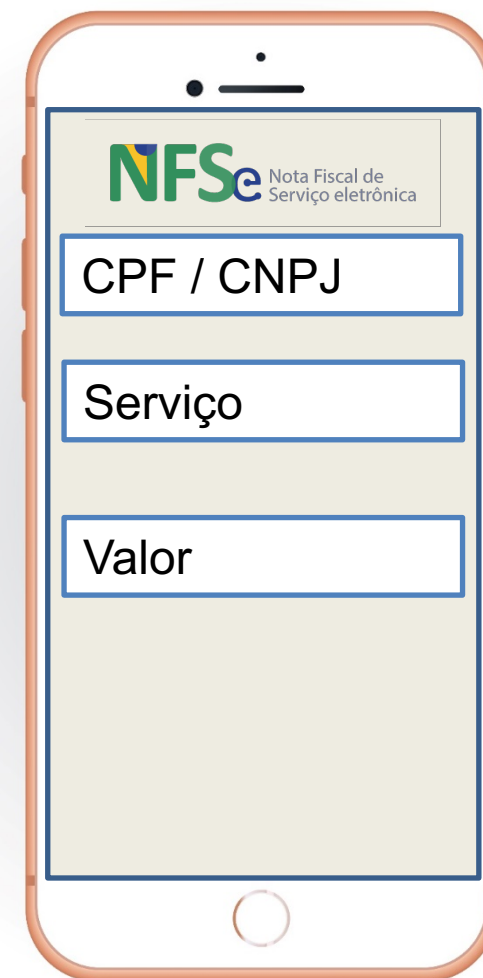 NFSe Nota Fiscal de
Serviço eletrônica
CPF / CNPJ
Serviço
Valor